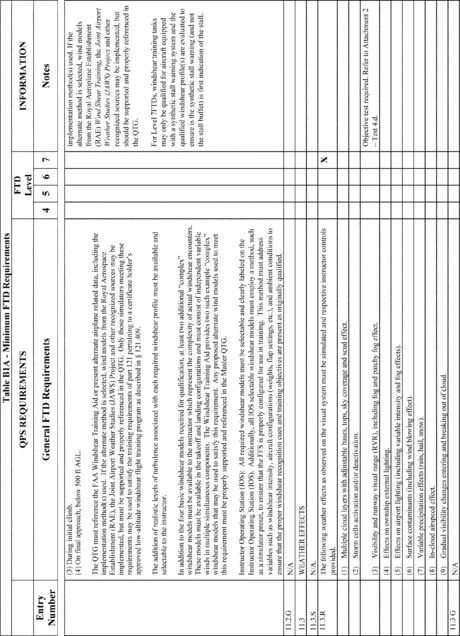 Table B1A - Minimum FTD Requirements
QPS REQUIREMENTS
FTD
Level
INFORMATION
Entry
Number
General FTD Requirements
4 5 6 7
Notes
(3) During initial climb.
(4) On final approach, below 500 ft AGL.
The QTG must reference the FAA Windshear Training Aid or present alternate airplane related data, including the
implementation method(s) used. If the alternate method is selected, wind models from the Royal Aerospace
Establishment (RAE), the Joint Airport Weather Studies (JAWS) Project and other recognized sources may be
implemented, but must be supported and properly referenced in the QTG. Only those simulators meeting these
requirements may be used to satisfy the training requirements of part 121 pertaining to a certificate holder's
approved low-altitude windshear flight training program as described in § 121.409.
The addition of realistic levels of turbulence associated with each required windshear profile must be available and
selectable to the instructor.
In addition to the four basic windshear models required for qualification, at least two additional "complex"
windshear models must be available to the instructor which represent the complexity of actual windshear encounters.
These models must be available in the takeoff and landing configurations and must consist of independent variable
winds in multiple simultaneous components. The Windshear Training Aid provides two such example "complex"
windshear models that may be used to satisfy this requirement. Any proposed alternate wind models used to meet
this requirement must be properly supported and referenced in the Master QTG.
Instructor Operating Station (IOS): All required windshear models must be selectable and clearly labeled on the
Instructor Operating Station (IOS). Additionally, all IOS selectable windshear models must employ a method, such
as a simulator preset, to ensure that the FFS is properly configured for use in training. This method must address
variables such as windshear intensity, aircraft configurations (weights, flap settings, etc.), and ambient conditions to
ensure that the proper windshear recognition cues and training objectives are present as originally qualified.
implementation method(s) used. If the
alternate method is selected, wind models
from the Royal Aeroplane Establishment
(RAE) Wind Shear Training, the Joint Airport
Weather Studies (JAWS) Project and other
recognized sources may be implemented, but
should be supported and properly referenced in
the QTG.
For Level 7 FTDs, windshear training tasks
may only be qualified for aircraft equipped
with a synthetic stall warning system and the
qualified windshear profile(s) are evaluated to
ensure is the synthetic stall warning (and not
the stall buffet) is first indication of the stall.
11.2.G N/A
11.3 WEATHER EFFECTS
11.3.S N/A.
11.3.R The following weather effects as observed on the visual system must be simulated and respective instructor controls
provided.
X
(1) Multiple cloud layers with adjustable bases, tops, sky coverage and scud effect.
(2) Storm cells activation and/or deactivation.
(3) Visibility and runway visual range (RVR), including fog and patchy fog effect.
Objective test required. Refer to Attachment 2
– Test 4.d.
(4) Effects on ownship external lighting.
(5) Effects on airport lighting (including variable intensity and fog effects).
(6) Surface contaminants (including wind blowing effect).
(7) Variable precipitation effects (rain, hail, snow).
(8) In-cloud airspeed effect.
(9) Gradual visibility changes entering and breaking out of cloud.
11.3 G N/A